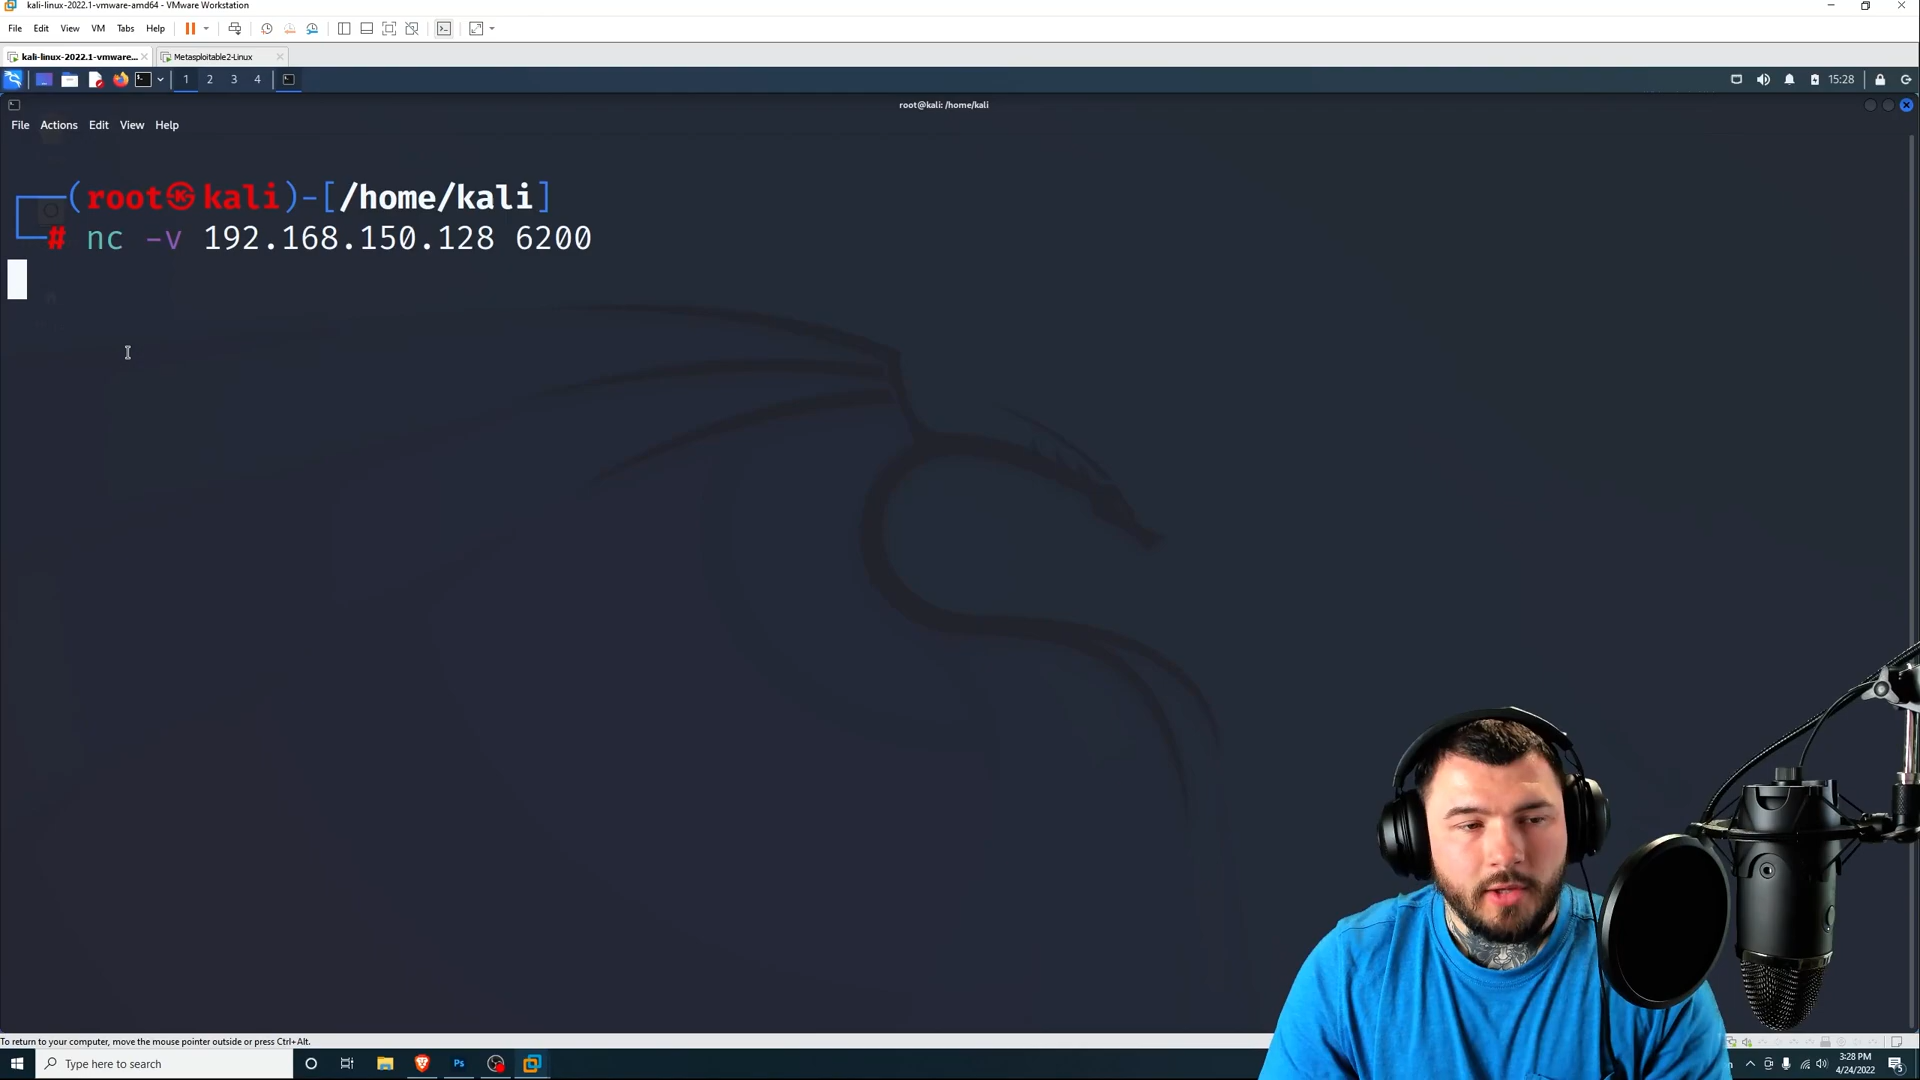 kali-linux-2022.1-vmware-amd64 - VMware Workstation
File Edit View VM Tabs Help
kali-linux-2022.1-vmware... Metasploitable2-Linux
1 2 3 4 15:28
root@kali: /home/kali
File Actions Edit View Help
(root㉿kali)-[/home/kali]
# nc -v 192.168.150.128 6200
To return to your computer, move the mouse pointer outside or press Ctrl+Alt.
Type here to search Ps 3:28 PM
4/24/2022
5